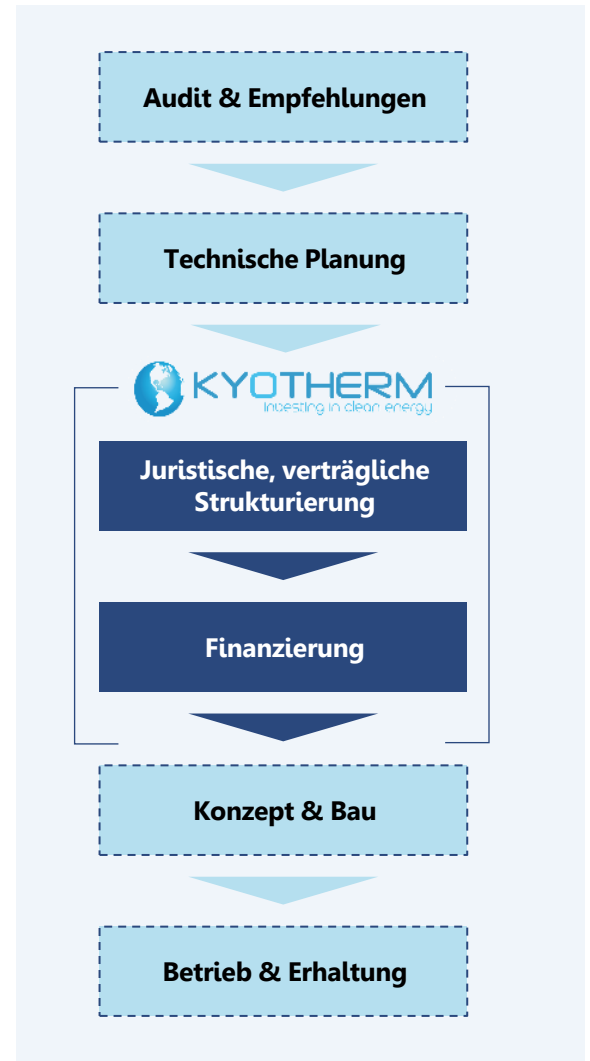 Audit & Empfehlungen
Technische Planung
KYOTHERM
Investing in clean energy
Juristische, verträgliche
Strukturierung
Finanzierung
Konzept & Bau
Betrieb & Erhaltung